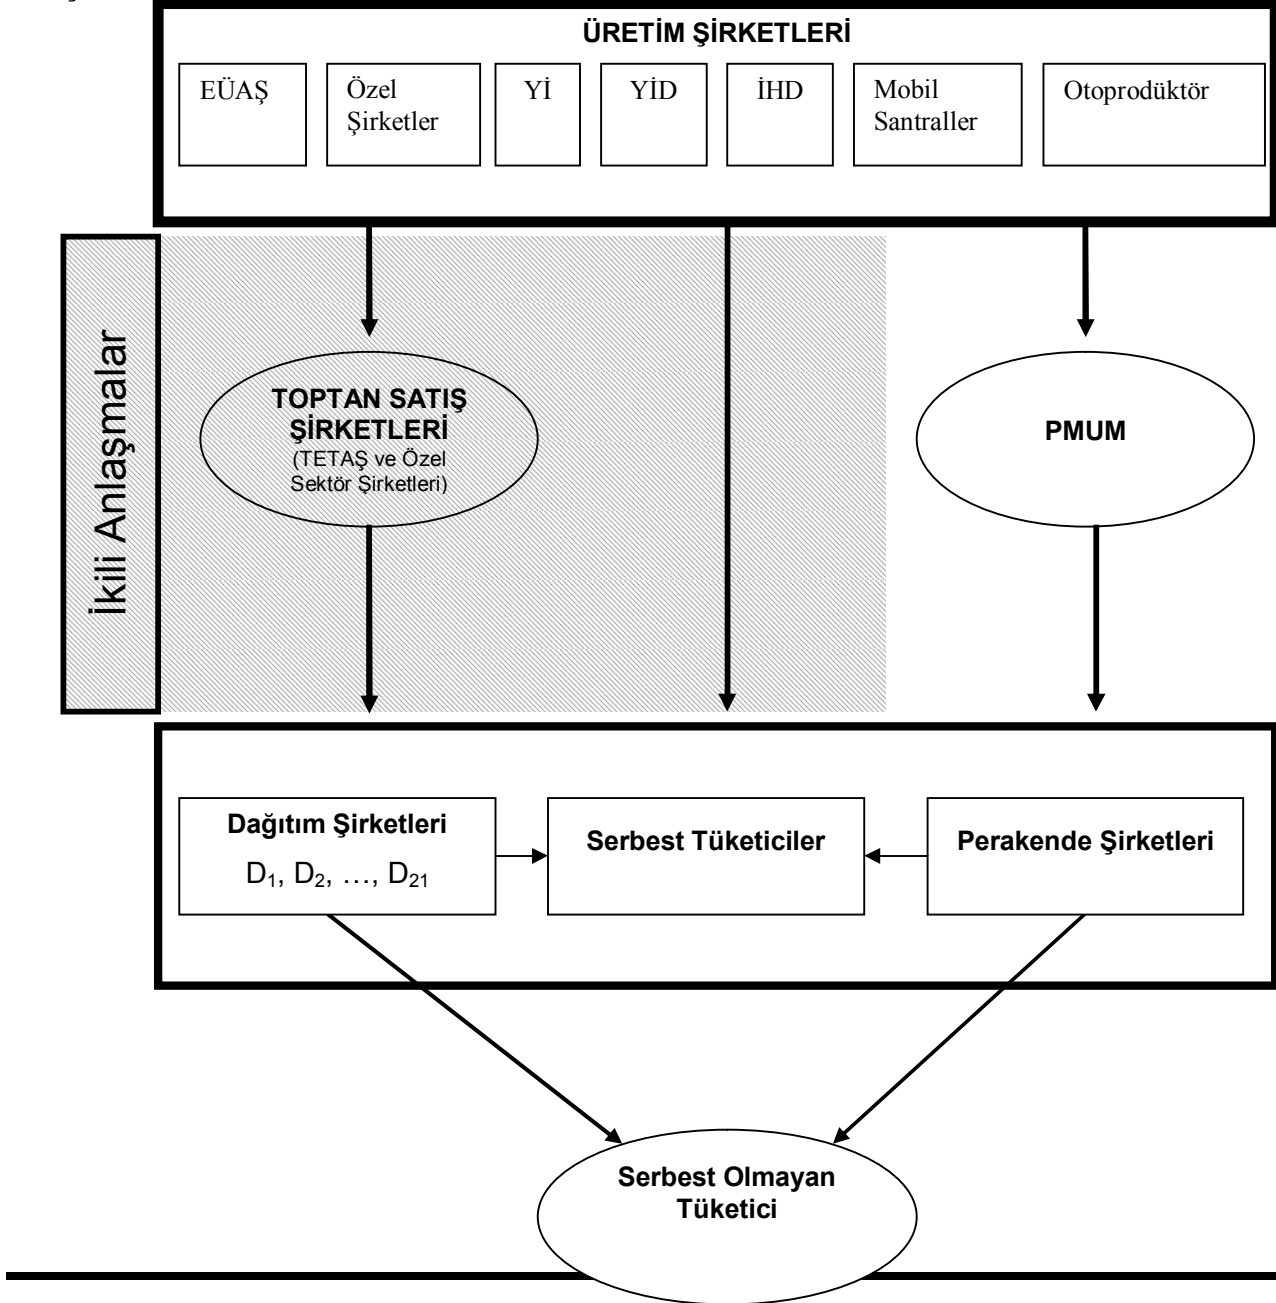 ÜRETİM ŞİRKETLERİ
EÜAŞ
Özel
Şirketler
Yİ
YİD
İHD
Mobil
Santraller
Otoprodüktör
İkili Anlaşmalar
TOPTAN SATIŞ
ŞİRKETLERİ
(TETAŞ ve Özel
Sektör Şirketleri)
PMUM
Dağıtım Şirketleri
D1, D2, …, D21
Serbest Tüketiciler
Perakende Şirketleri
Serbest Olmayan
Tüketici